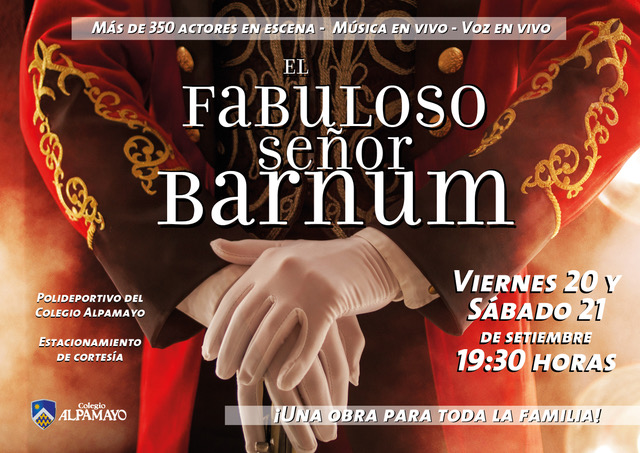 Más de 350 actores en escena - Música en vivo - Voz en vivo
El
Fabuloso
señor
Barnum
Viernes 20 y
Sábado 21
de setiembre
19:30 horas
Polideportivo del
Colegio Alpamayo
Estacionamiento
de cortesía
Colegio
ALPAMAYO
¡Una obra para toda la familia!